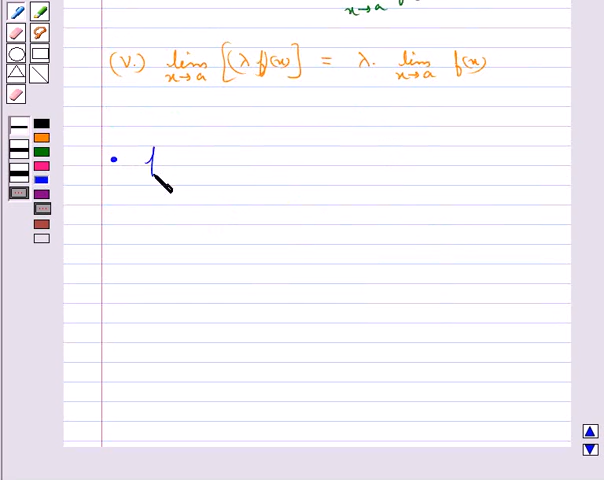 x→a
(V.) lim x→a [(λ f(x)] = λ. lim x→a f(x)
•